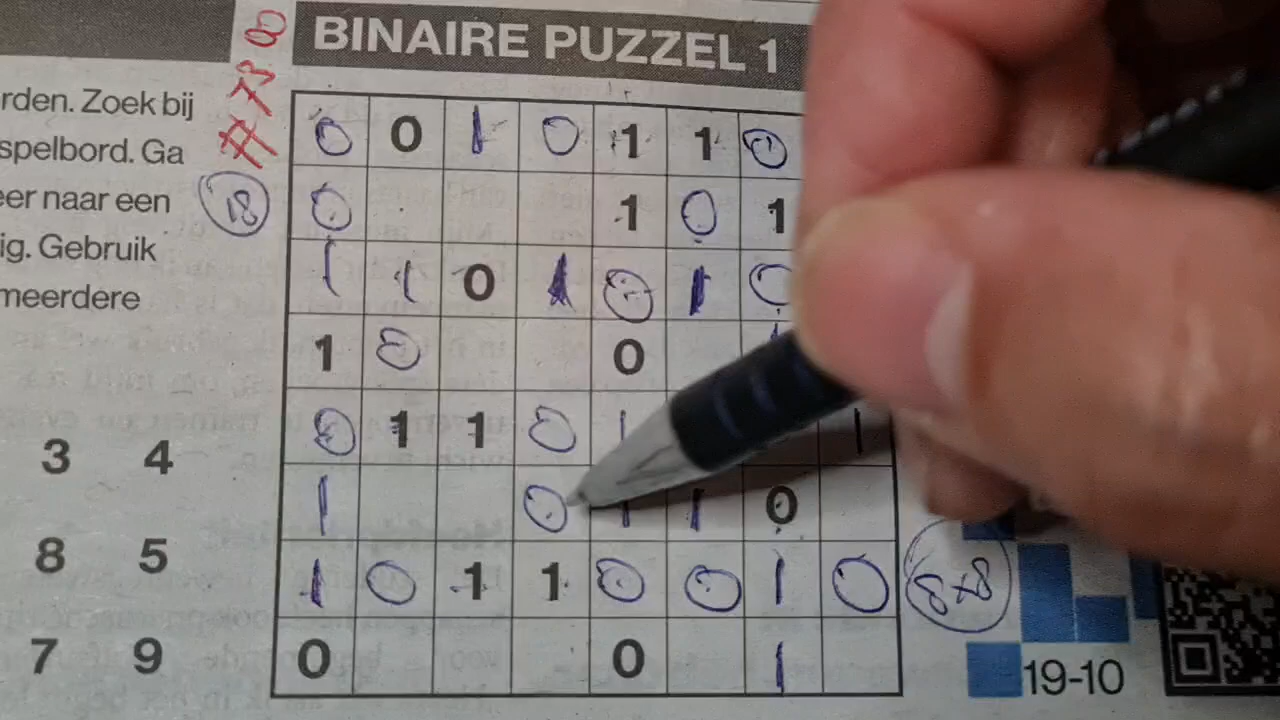 BINAIRE PUZZEL 1
# 73.00
rden. Zoek bij
spelbord. Ga
eer naar een
ig. Gebruik
meerdere
18
0 0 1 0 1 1 0
0 1 0 1
1 1 0 1 0 1 0
1 0 0
0 1 1 0 1 1
1 0 1 1 0
1 0 1 1 0 0 1 0
0 0 1
3 4
8 5
7 9
19-10